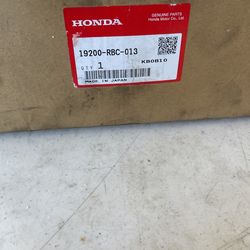 HONDA
GENUINE PARTS
Honda Motor Co., Ltd.
19200-RBC-013
QTY 1 KB0810
MADE IN JAPAN